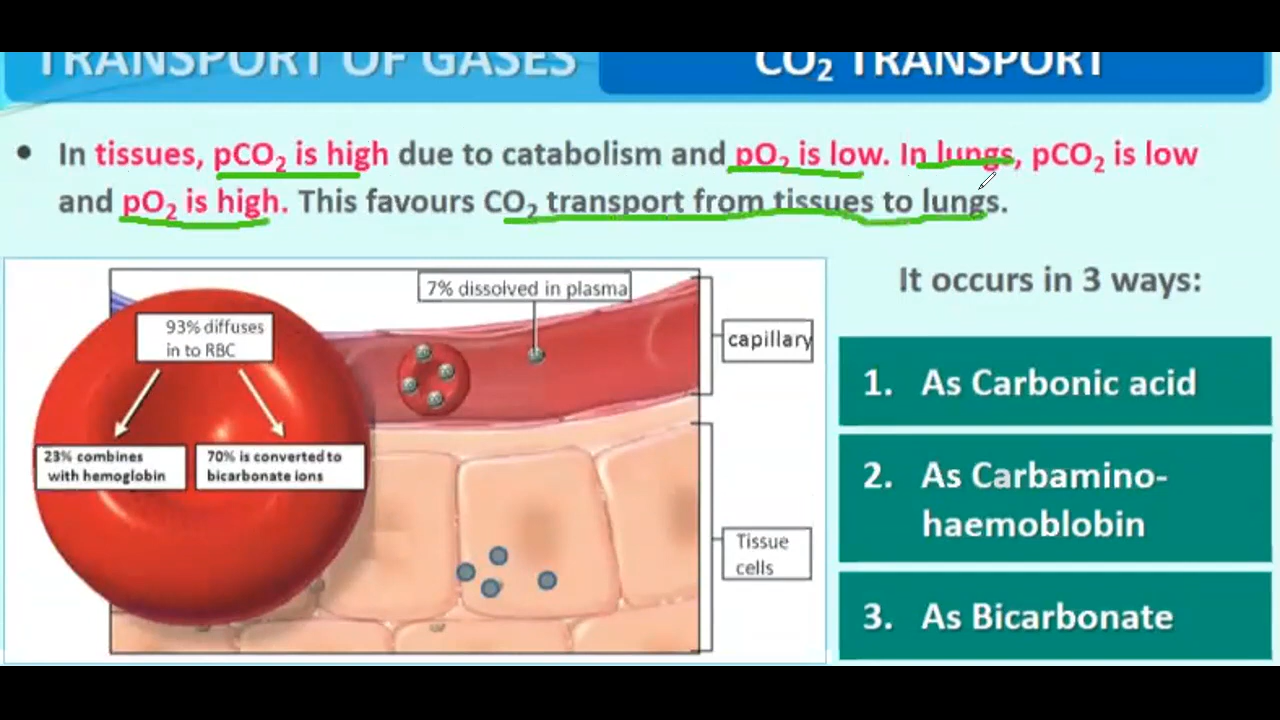 TRANSPORT OF GASES
CO₂ TRANSPORT
• In tissues, pCO₂ is high due to catabolism and pO₂ is low. In lungs, pCO₂ is low
and pO₂ is high. This favours CO₂ transport from tissues to lungs.
7% dissolved in plasma
93% diffuses
in to RBC
capillary
23% combines
with hemoglobin
70% is converted to
bicarbonate ions
Tissue
cells
It occurs in 3 ways:
1. As Carbonic acid
2. As Carbamino-
haemoblobin
3. As Bicarbonate